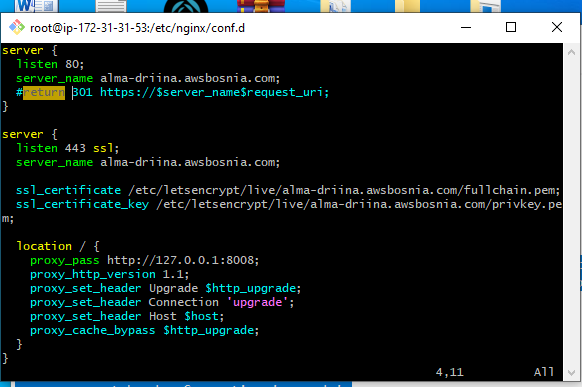 root@ip-172-31-31-53:/etc/nginx/conf.d
server {
  listen 80;
  server_name alma-driina.awsbosnia.com;
  #return 301 https://$server_name$request_uri;
}

server {
  listen 443 ssl;
  server_name alma-driina.awsbosnia.com;

  ssl_certificate /etc/letsencrypt/live/alma-driina.awsbosnia.com/fullchain.pem;
  ssl_certificate_key /etc/letsencrypt/live/alma-driina.awsbosnia.com/privkey.pe
m;

  location / {
    proxy_pass http://127.0.0.1:8008;
    proxy_http_version 1.1;
    proxy_set_header Upgrade $http_upgrade;
    proxy_set_header Connection 'upgrade';
    proxy_set_header Host $host;
    proxy_cache_bypass $http_upgrade;
  }
}
4,11 All